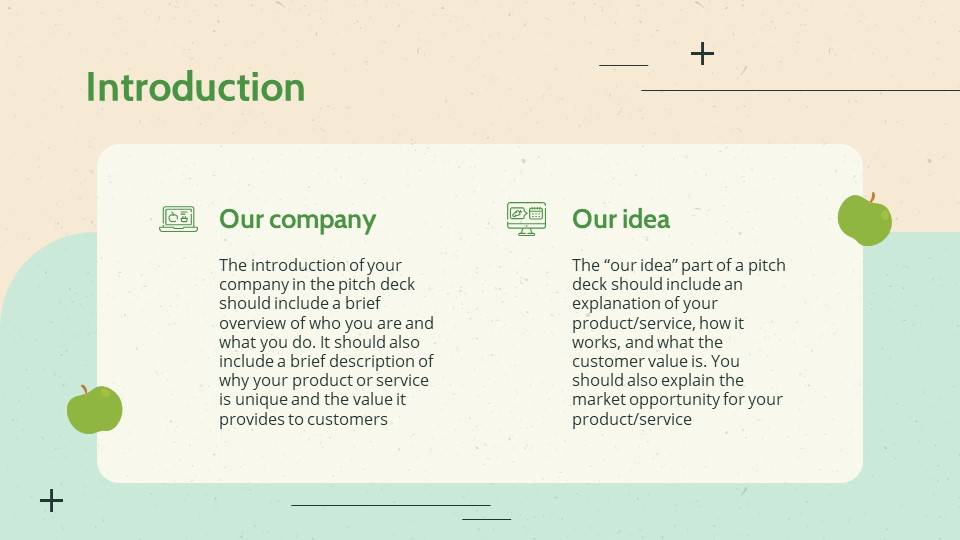 Introduction
Our company
The introduction of your
company in the pitch deck
should include a brief
overview of who you are and
what you do. It should also
include a brief description of
why your product or service
is unique and the value it
provides to customers
Our idea
The “our idea” part of a pitch
deck should include an
explanation of your
product/service, how it
works, and what the
customer value is. You
should also explain the
market opportunity for your
product/service